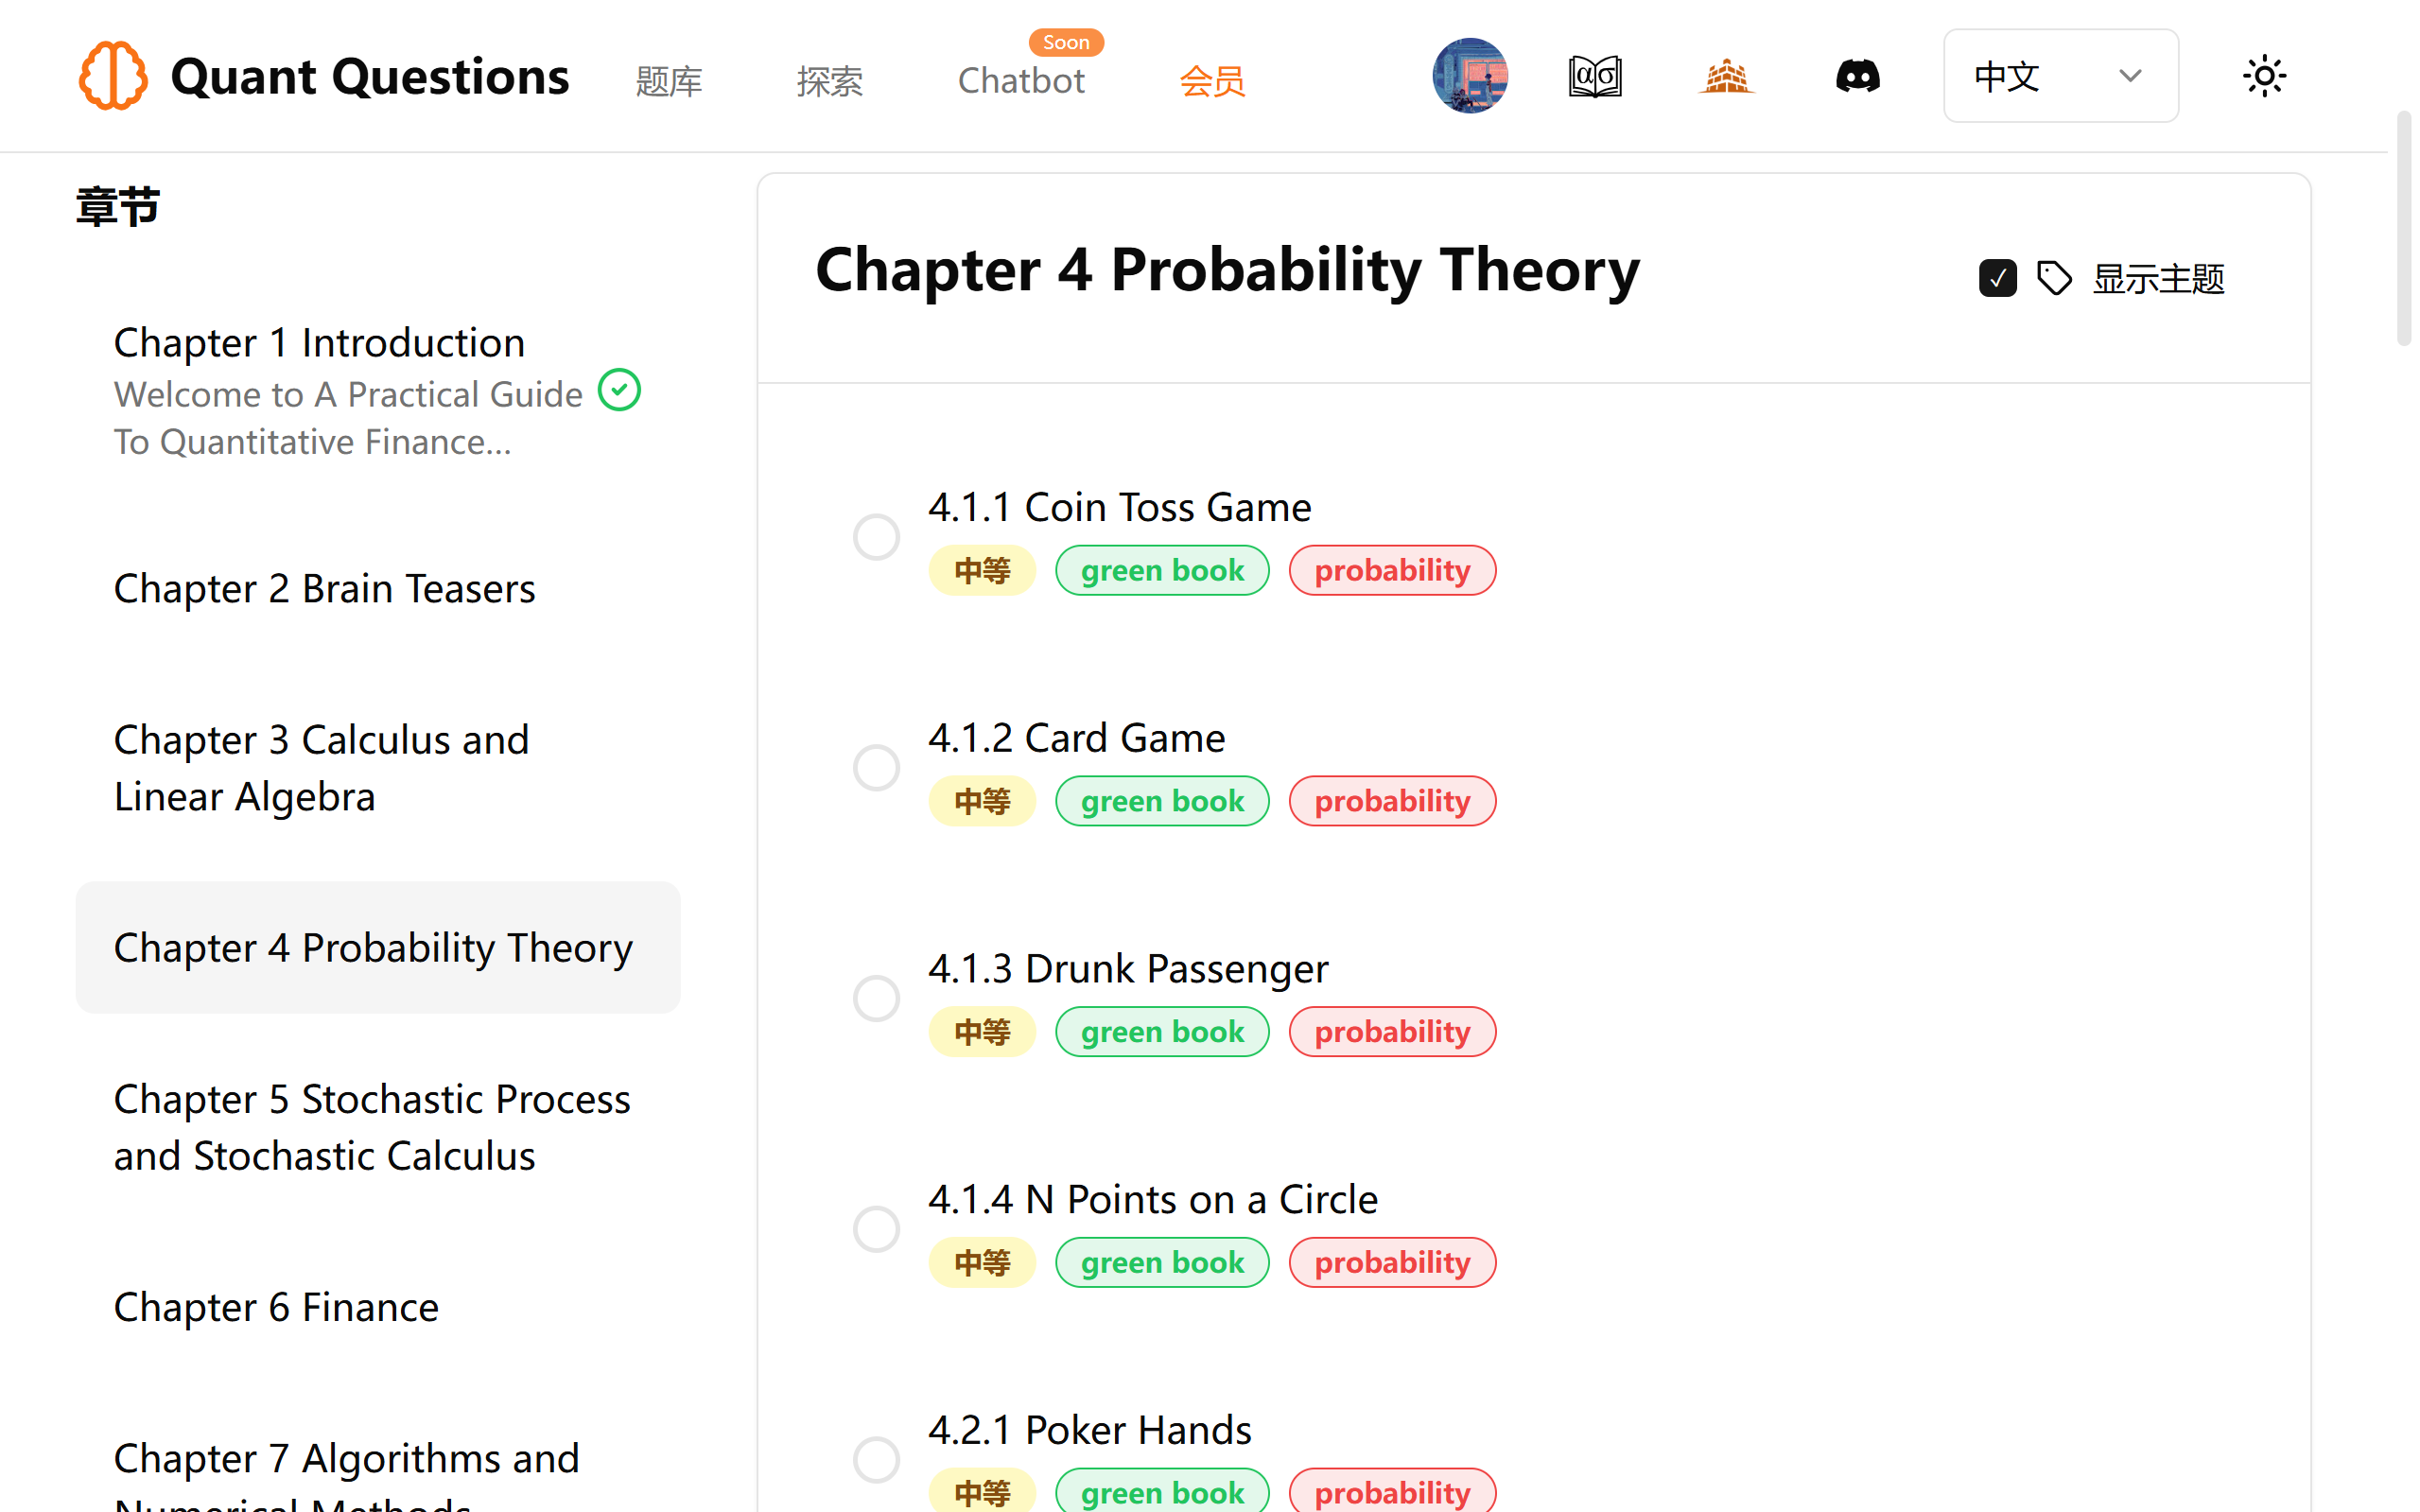 Quant Questions
题库
探索
Chatbot
Soon
会员
ασ
中文
章节
Chapter 1 Introduction
Welcome to A Practical Guide
To Quantitative Finance...
Chapter 2 Brain Teasers
Chapter 3 Calculus and
Linear Algebra
Chapter 4 Probability Theory
Chapter 5 Stochastic Process
and Stochastic Calculus
Chapter 6 Finance
Chapter 7 Algorithms and
Numerical Methods
Chapter 4 Probability Theory
显示主题
4.1.1 Coin Toss Game
中等 green book probability
4.1.2 Card Game
中等 green book probability
4.1.3 Drunk Passenger
中等 green book probability
4.1.4 N Points on a Circle
中等 green book probability
4.2.1 Poker Hands
中等 green book probability